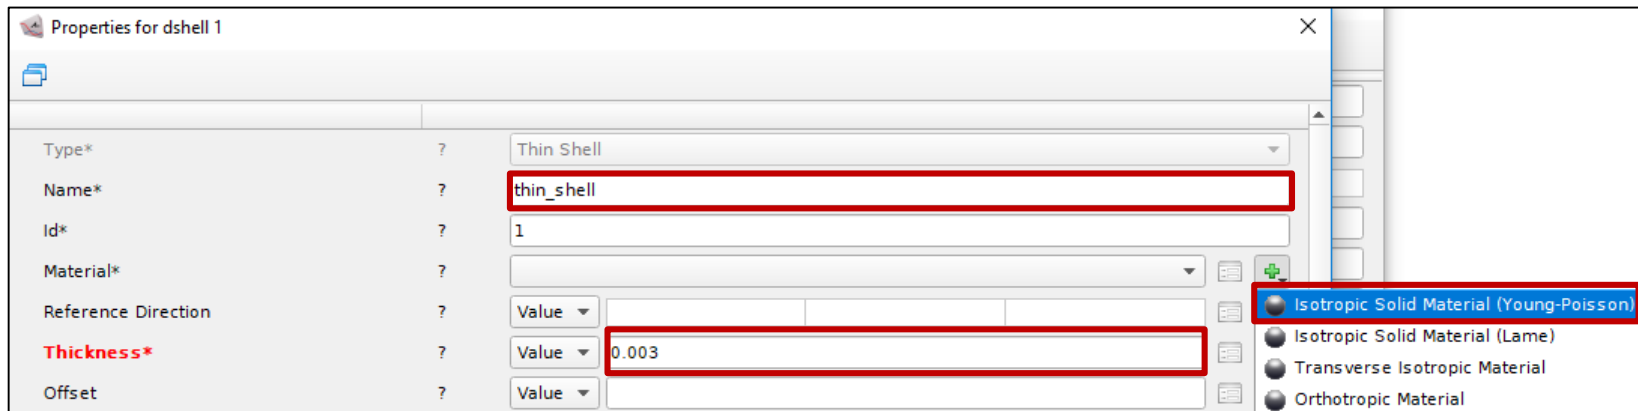 Properties for dshell 1
Type* ? Thin Shell
Name* ? thin_shell
Id* ? 1
Material* ?
Reference Direction ? Value
Thickness* ? Value 0.003
Offset ? Value
Isotropic Solid Material (Young-Poisson)
Isotropic Solid Material (Lame)
Transverse Isotropic Material
Orthotropic Material